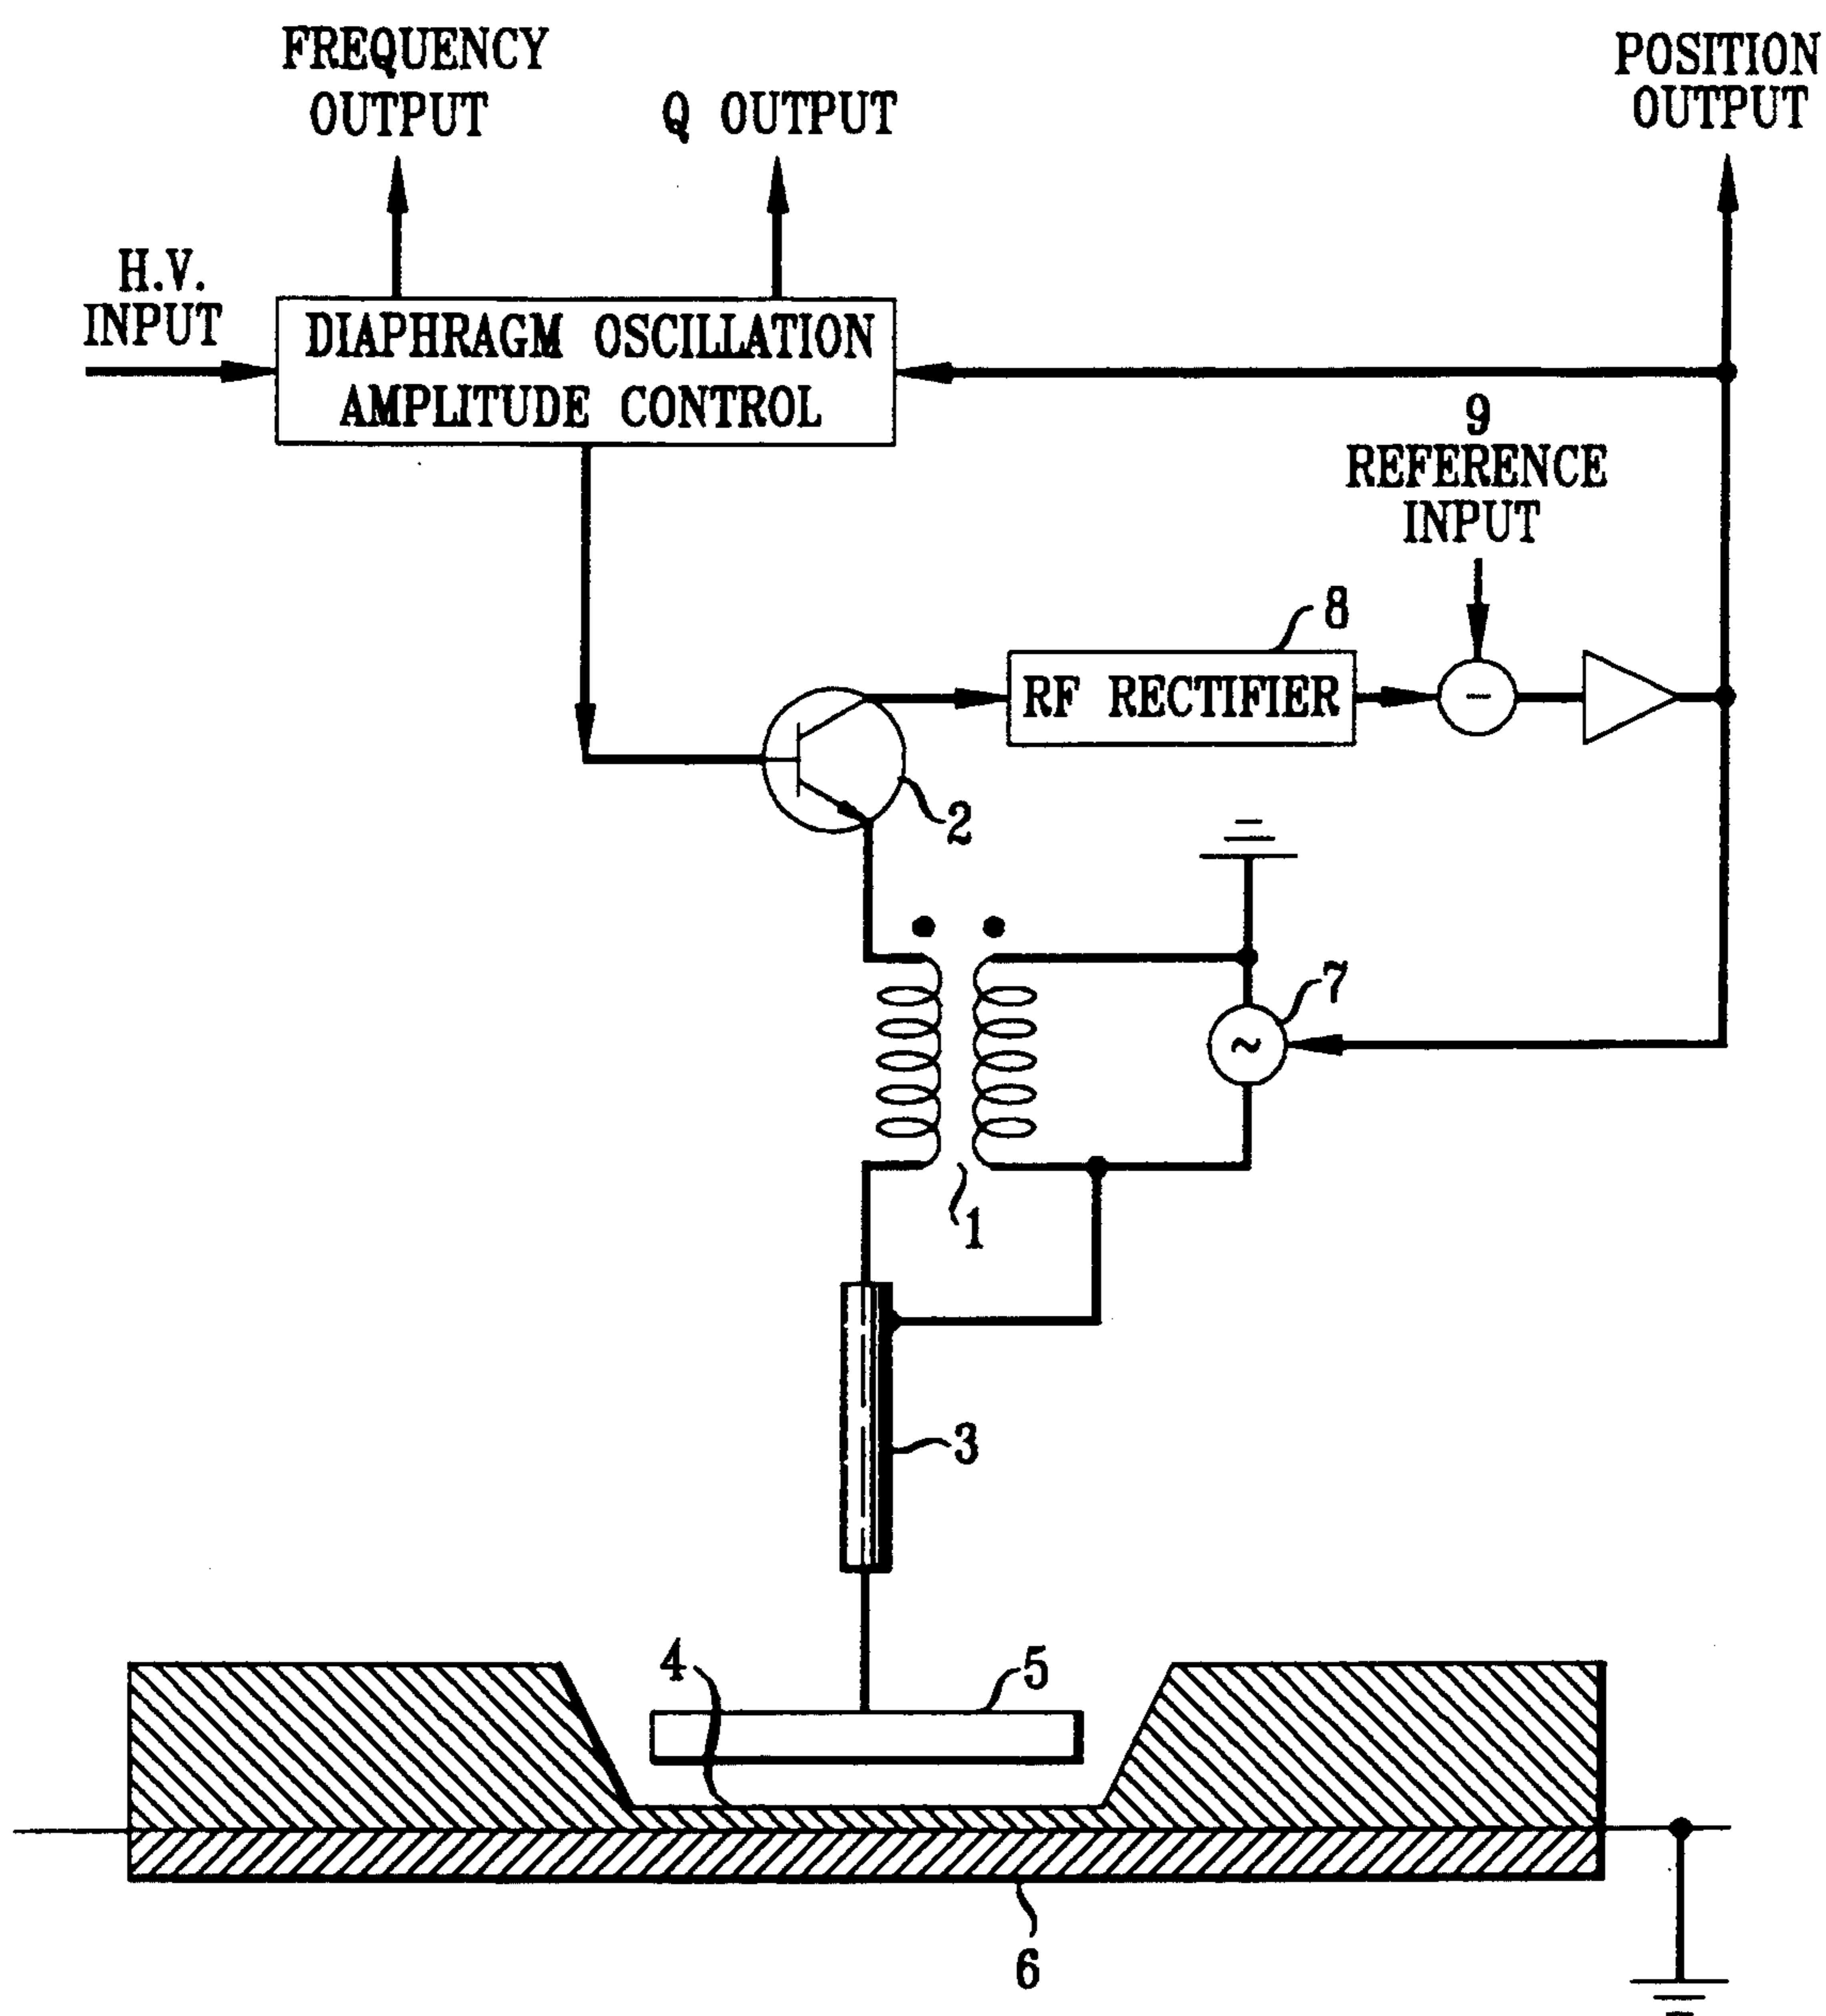 FREQUENCY
OUTPUT
Q OUTPUT
POSITION
OUTPUT
H.V.
INPUT
DIAPHRAGM OSCILLATION
AMPLITUDE CONTROL
9
REFERENCE
INPUT
8
RF RECTIFIER
-
2
7
~
1
3
4
5
6